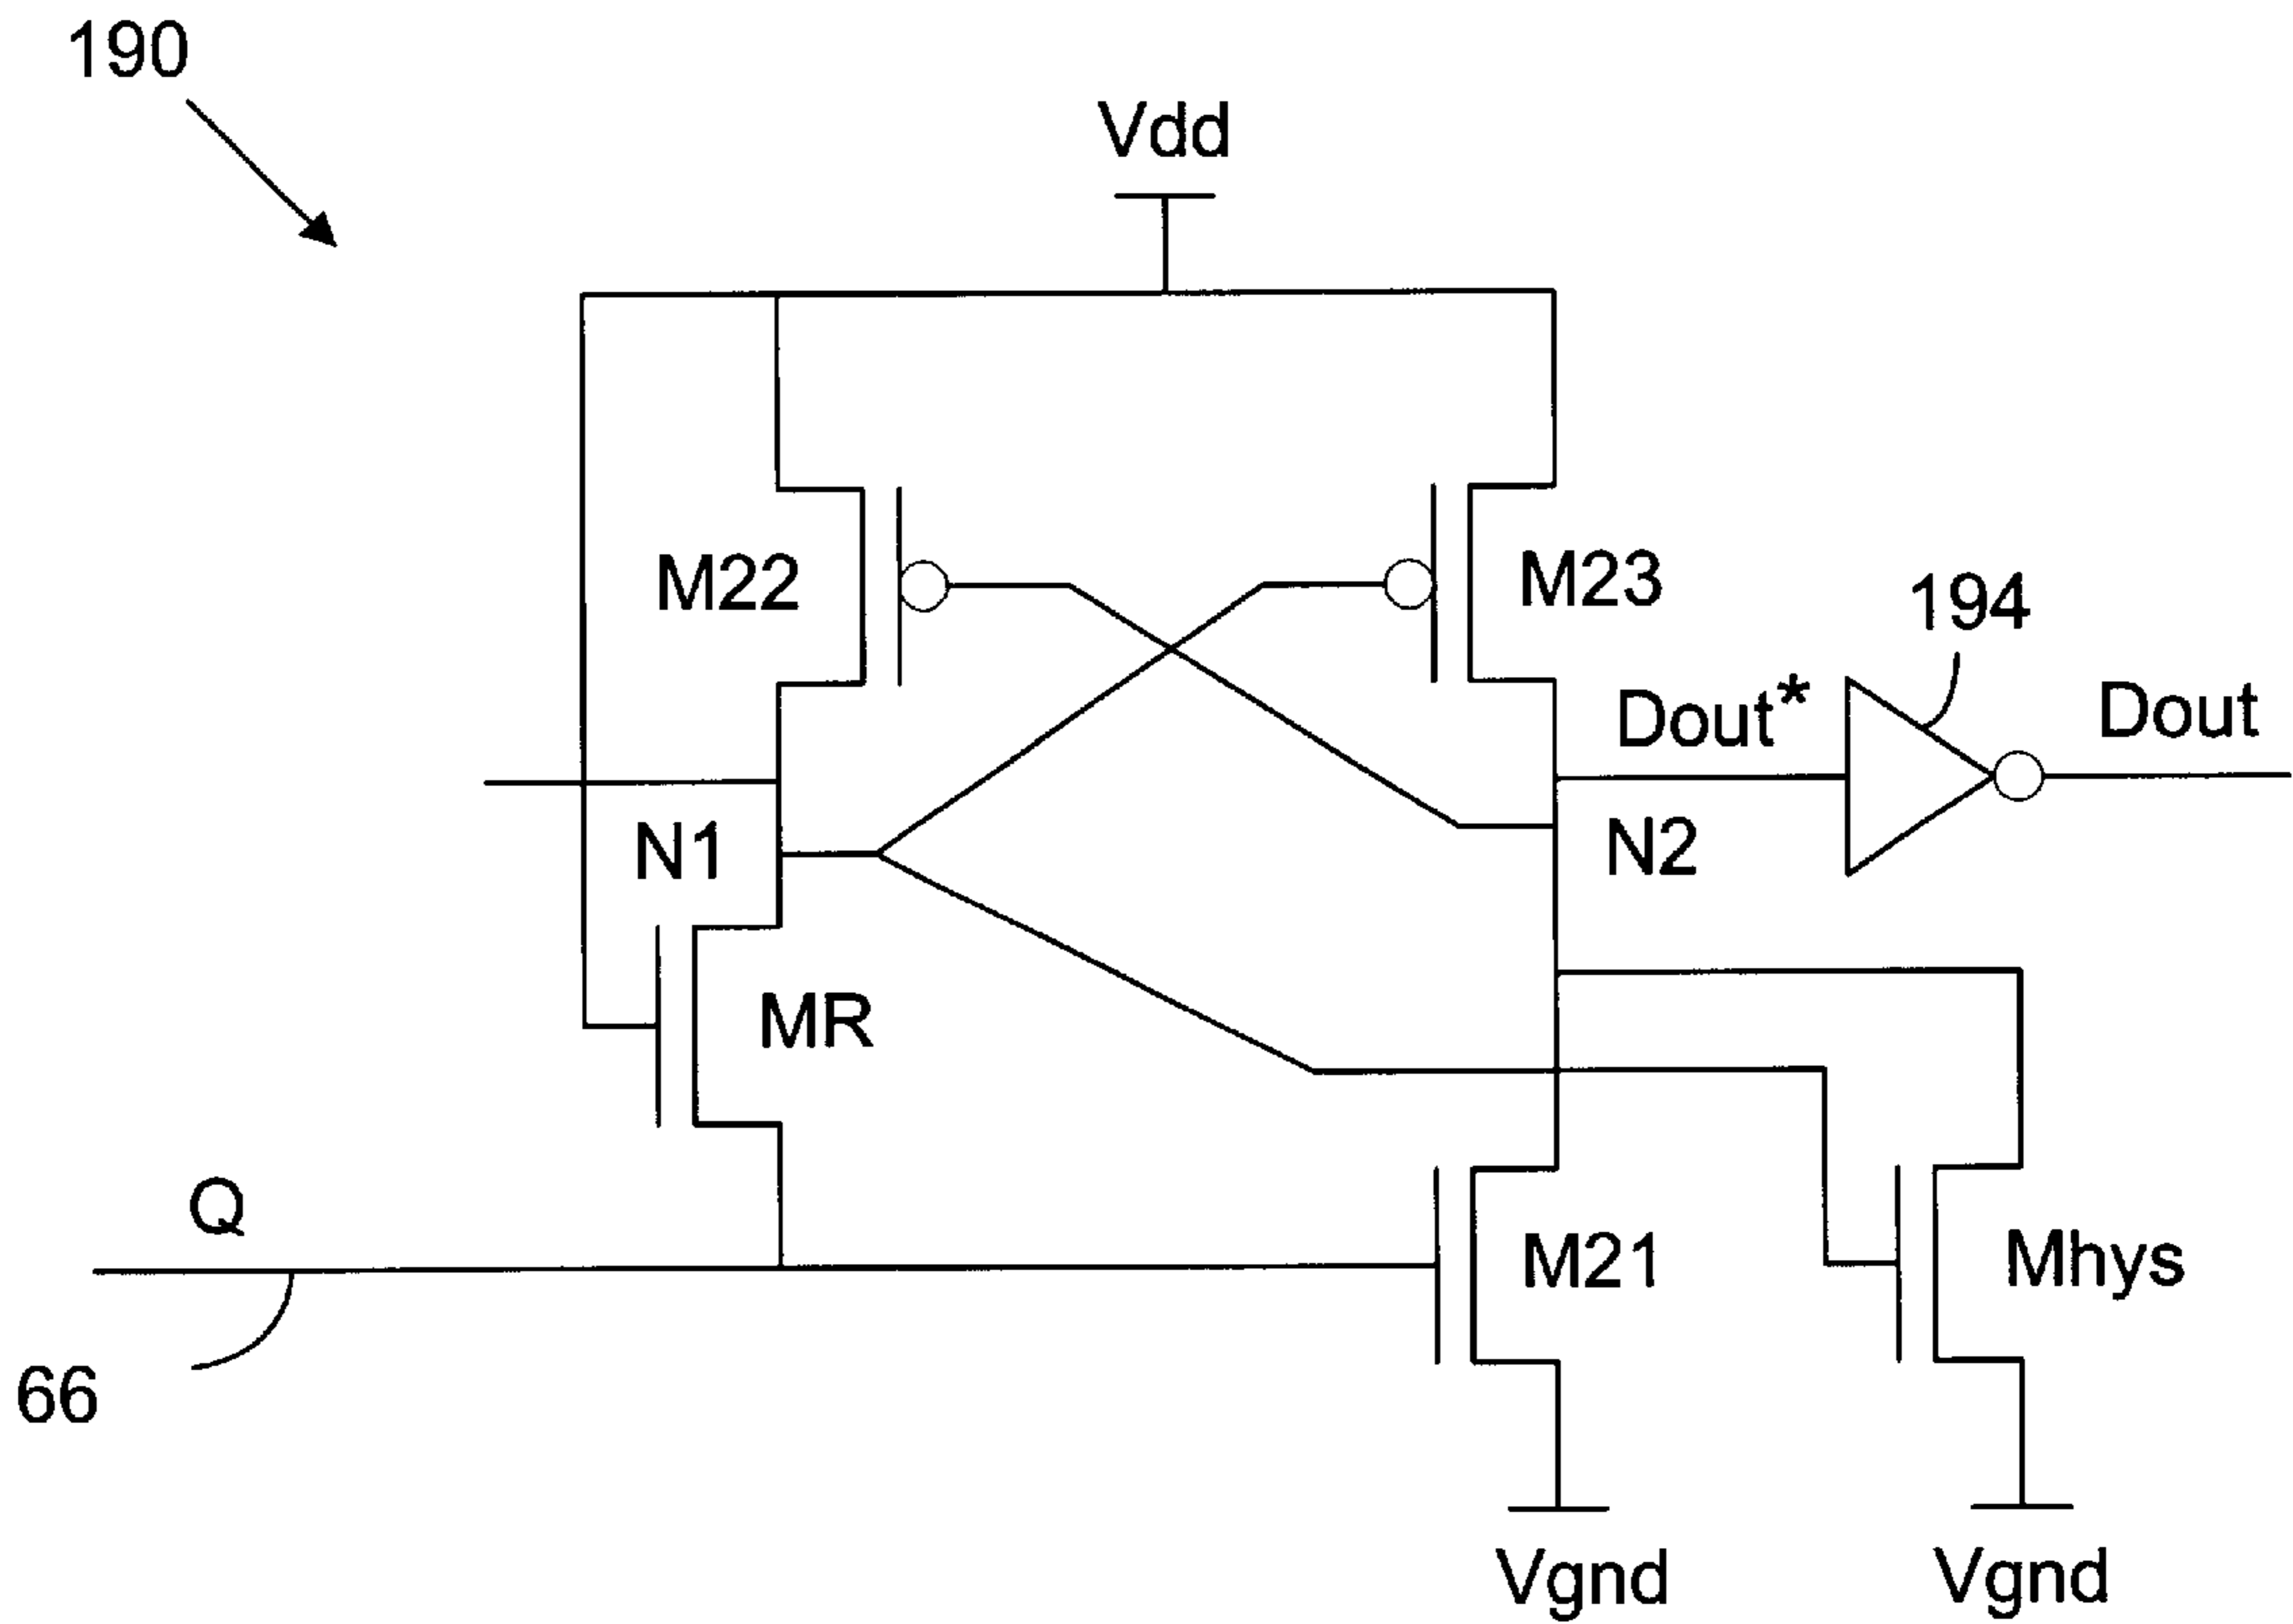 190
Vdd
M22
M23
194
Dout*
Dout
N1
N2
MR
Q
M21
Mhys
66
Vgnd
Vgnd